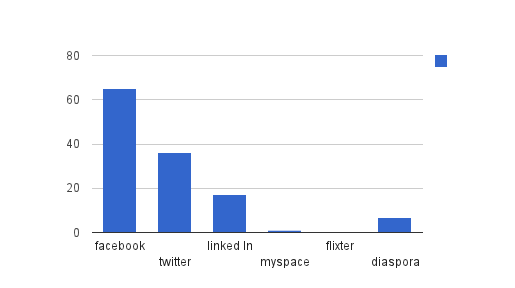 80
60
40
20
0
facebook
twitter
linked In
myspace
flixter
diaspora